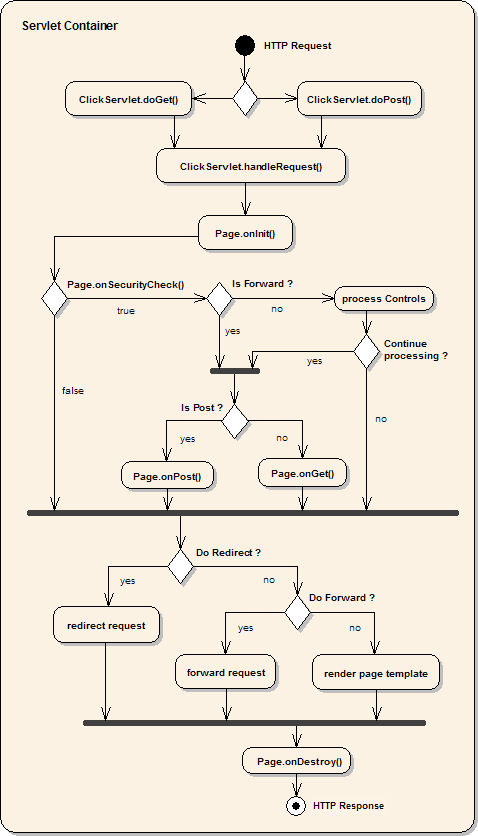 Servlet Container
HTTP Request
ClickServlet.doGet()
ClickServlet.doPost()
ClickServlet.handleRequest()
Page.onInit()
Page.onSecurityCheck()
Is Forward ?
process Controls
true
no
yes
Continue
processing ?
yes
false
Is Post ?
no
yes
no
Page.onPost()
Page.onGet()
Do Redirect ?
yes
no
Do Forward ?
redirect request
yes
no
forward request
render page template
Page.onDestroy()
HTTP Response